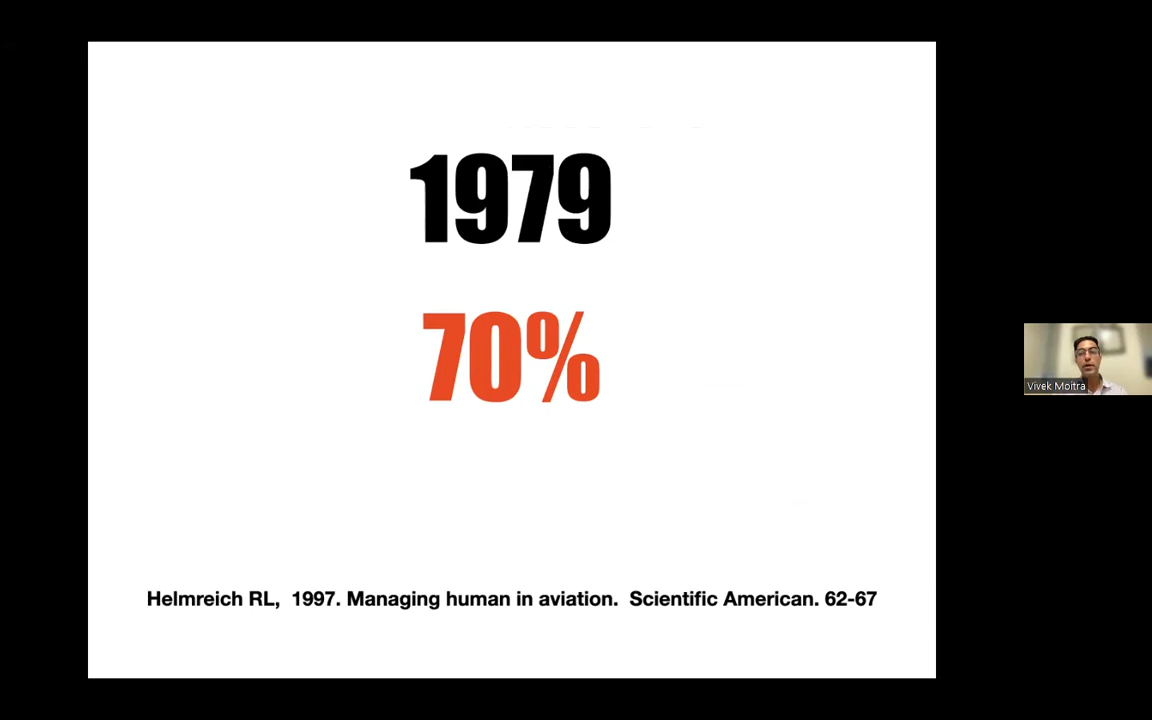 1979
70%
Helmreich RL,  1997. Managing human in aviation.  Scientific American. 62-67
Vivek Moitra